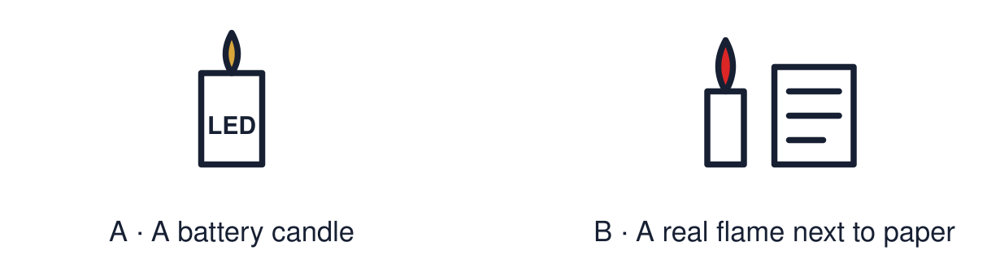 LED
A · A battery candle
B · A real flame next to paper